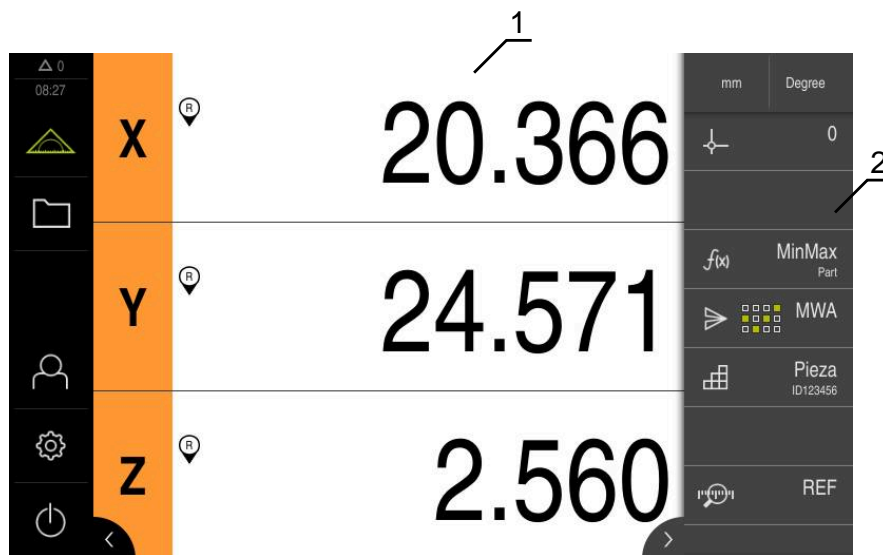 1
0
08:27
X
R
20.366
Y
R
24.571
Z
R
2.560
mm Degree
0
2
f(x) MinMax
Part
MWA
Pieza
ID123456
REF